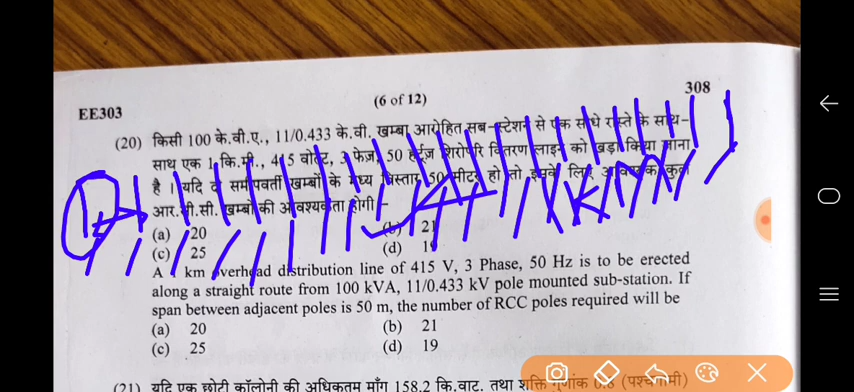 308
EE303
(6 of 12)
(20) किसी 100 के.वी.ए., 11/0.433 के.वी. खम्बा आरोहित सब-स्टेशन से एक सीधे रास्ते के साथ-
साथ एक 1 कि.मी., 415 वोल्ट, 3 फेज़, 50 हर्ट्ज़ शिरोपरि वितरण लाइन को खड़ा किया जाना
है । यदि दो समीपवर्ती खम्बों के मध्य विस्तार 50 मीटर हो तो इसके लिए कुल
आर.सी.सी. खम्बों की आवश्यकता होगी -
(a) 20 (b) 21
(c) 25 (d) 19
A 1 km overhead distribution line of 415 V, 3 Phase, 50 Hz is to be erected
along a straight route from 100 kVA, 11/0.433 kV pole mounted sub-station. If
span between adjacent poles is 50 m, the number of RCC poles required will be
(a) 20 (b) 21
(c) 25 (d) 19
(21) यदि एक छोटी कॉलोनी की अधिकतम माँग 158.2 कि.वाट. तथा शक्ति गुणांक 0.8 (पश्चगामी)